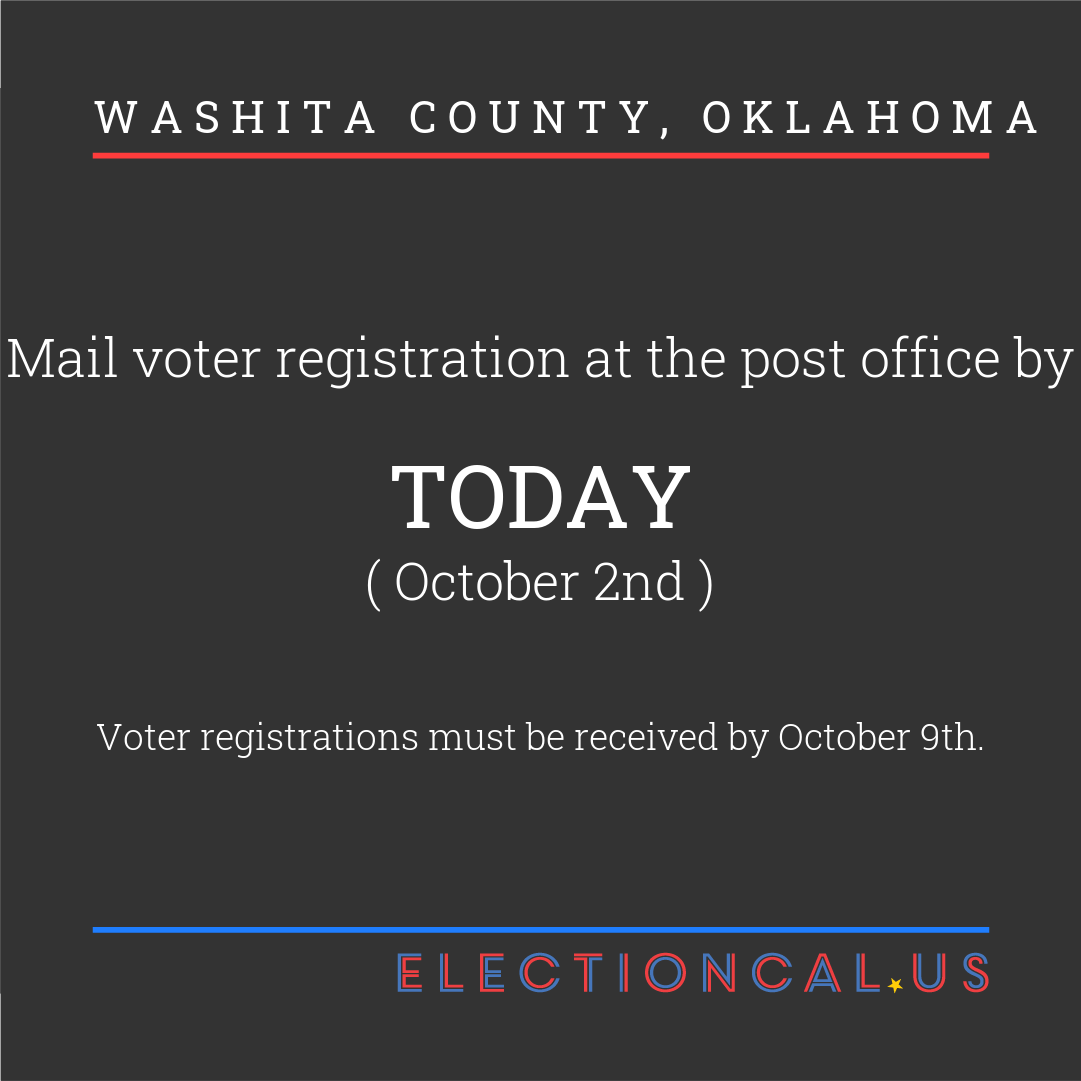 WASHITA COUNTY, OKLAHOMA
Mail voter registration at the post office by
TODAY
( October 2nd )
Voter registrations must be received by October 9th.
ELECTIONCAL.US